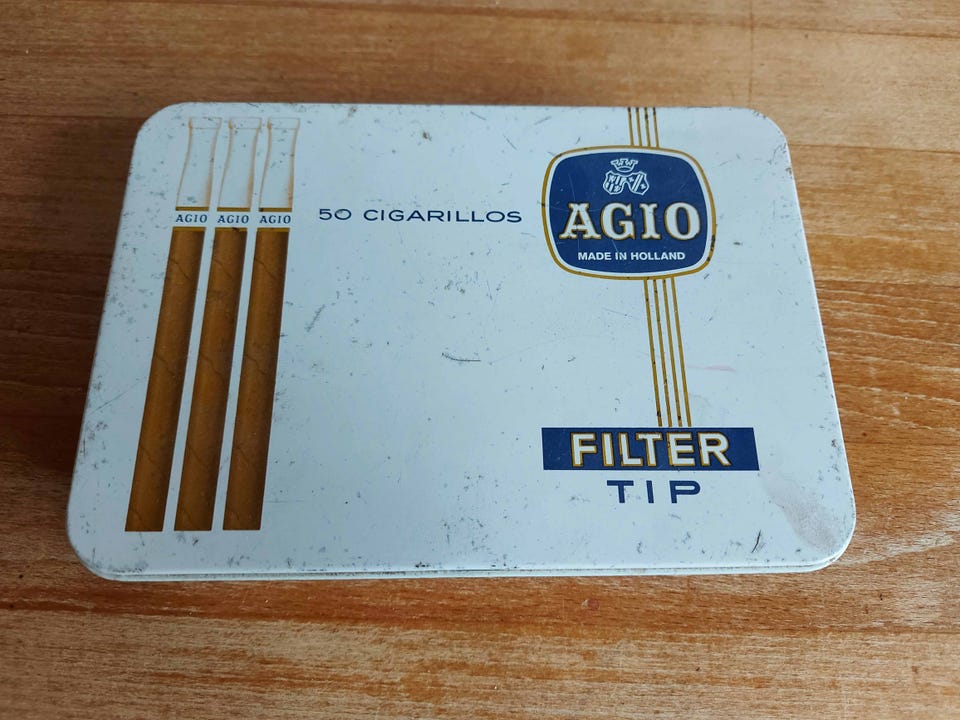 AGIO AGIO AGIO
50 CIGARILLOS
AGIO
MADE IN HOLLAND
FILTER
TIP